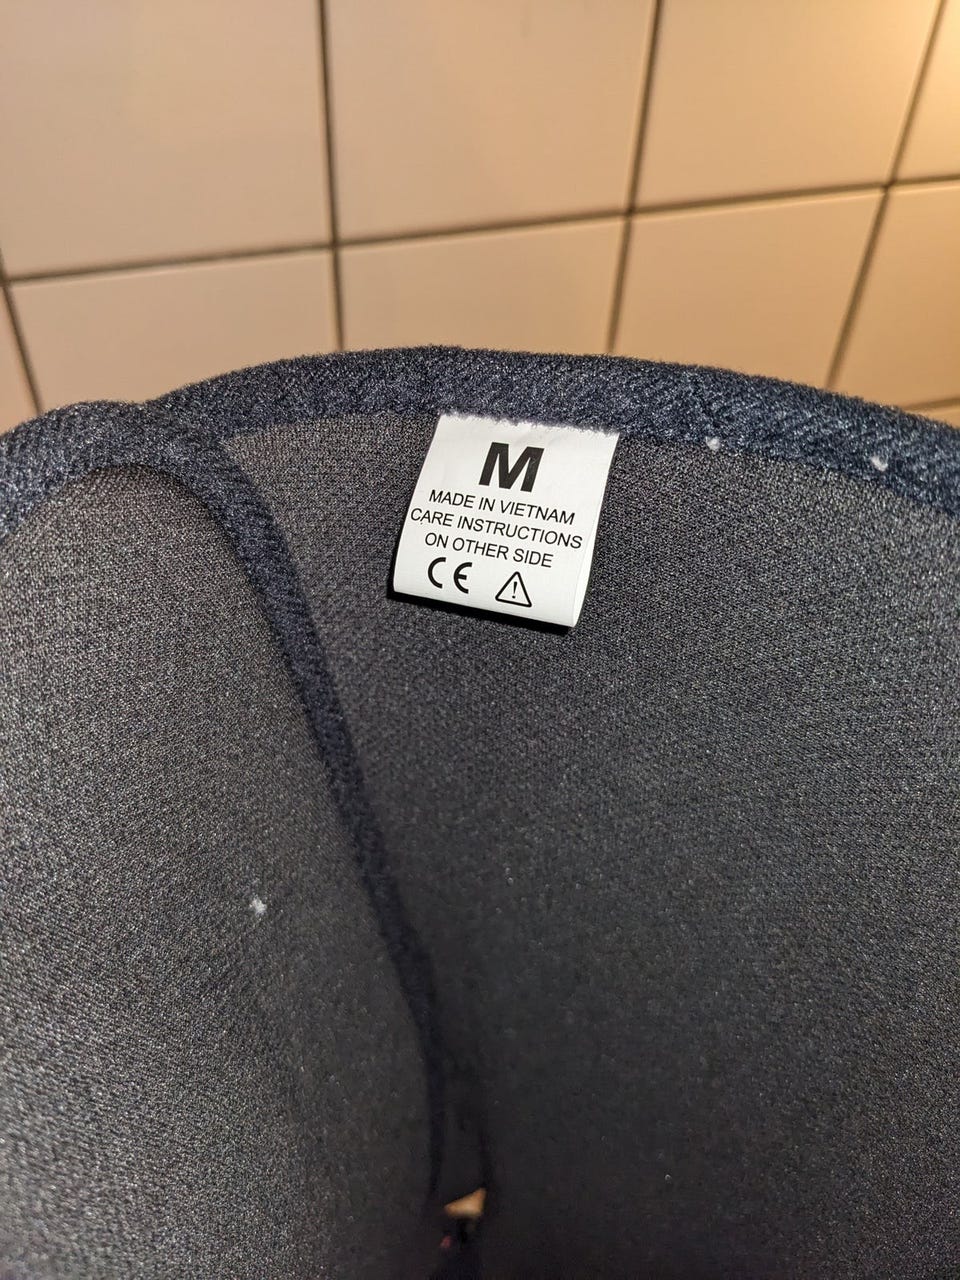 M
MADE IN VIETNAM
CARE INSTRUCTIONS
ON OTHER SIDE
CE